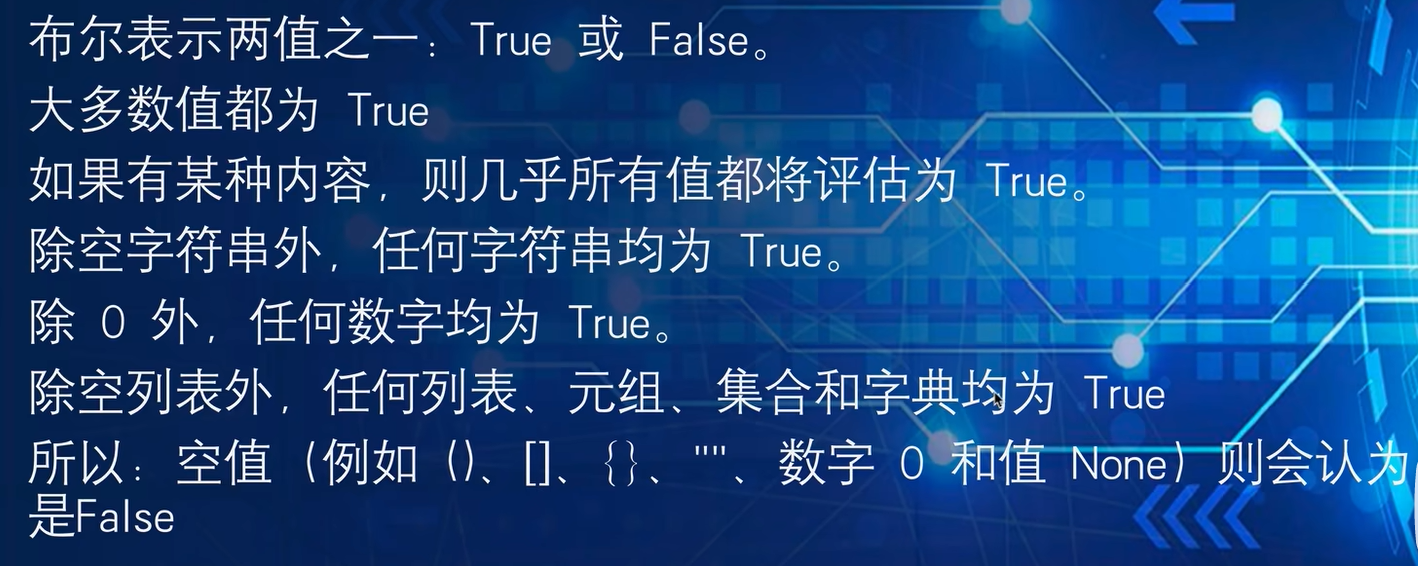 布尔表示两值之一：True 或 False。
大多数值都为 True
如果有某种内容，则几乎所有值都将评估为 True。
除空字符串外，任何字符串均为 True。
除 0 外，任何数字均为 True。
除空列表外，任何列表、元组、集合和字典均为 True
所以：空值（例如 ()、[]、{}、""、数字 0 和值 None）则会认为
是False